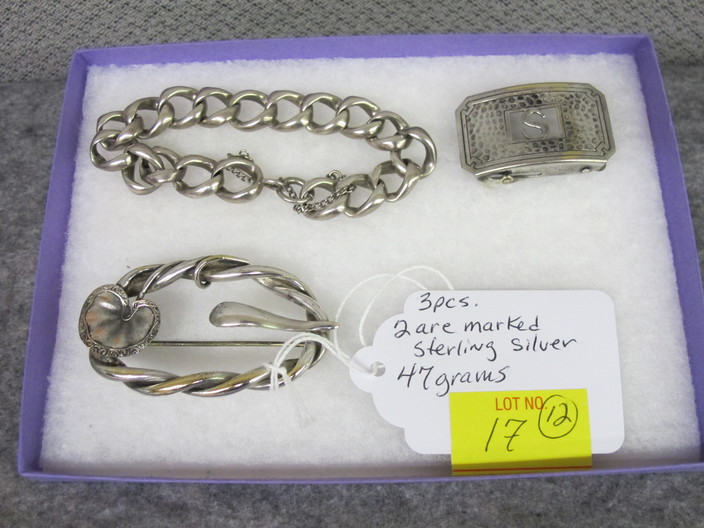 S
3pcs.
2 are marked
sterling silver
47 grams
LOT NO.
17 12